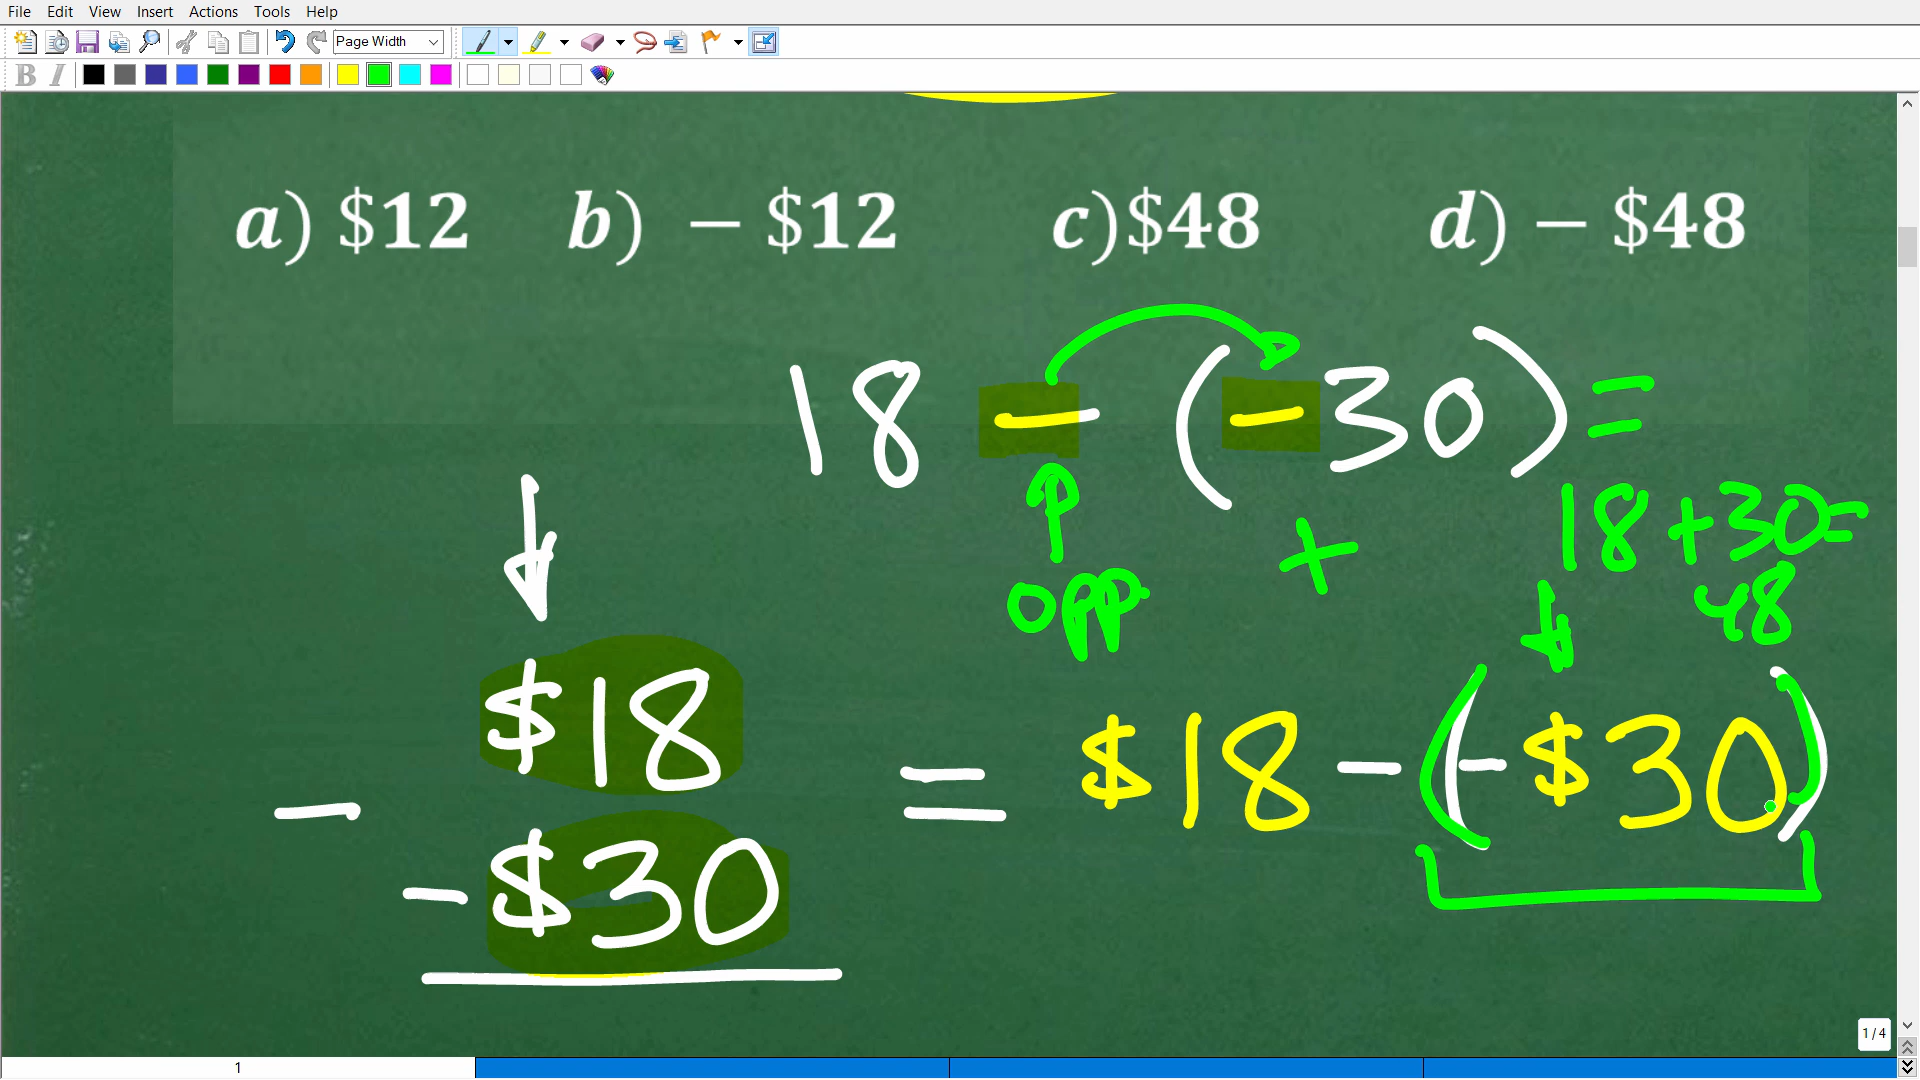 File Edit View Insert Actions Tools Help
Page Width
B I
a) $12 b) − $12 c)$48 d) − $48
18 − (−30) =
opp + 18 + 30 =
48
$18 = $18 − (− $30)
−
− $30
1 / 4
1